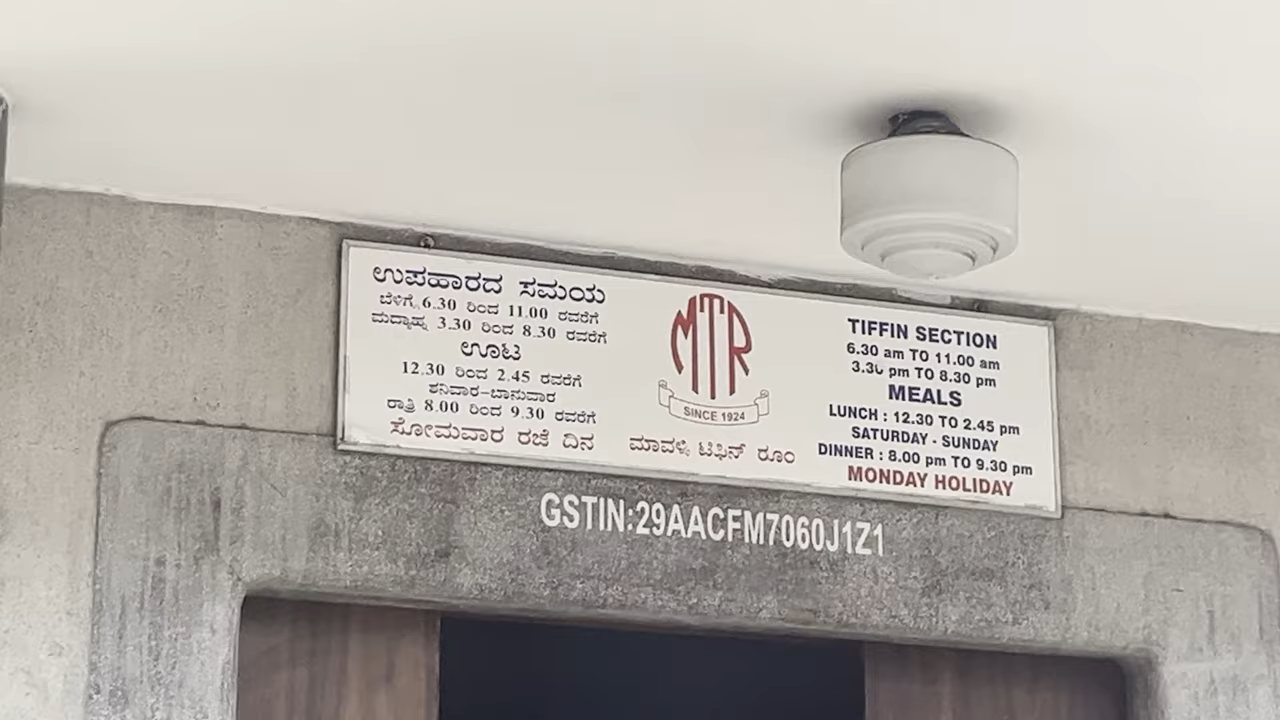 ಉಪಹಾರದ ಸಮಯ
ಬೆಳಿಗ್ಗೆ 6.30 ರಿಂದ 11.00 ರವರೆಗೆ
ಮದ್ಯಾಹ್ನ 3.30 ರಿಂದ 8.30 ರವರೆಗೆ
ಊಟ
12.30 ರಿಂದ 2.45 ರವರೆಗೆ
ಶನಿವಾರ-ಬಾನುವಾರ
ರಾತ್ರಿ 8.00 ರಿಂದ 9.30 ರವರೆಗೆ
ಸೋಮವಾರ ರಜೆ ದಿನ
MTR
SINCE 1924
ಮಾವಳ್ಳಿ ಟಿಫಿನ್ ರೂಂ
TIFFIN SECTION
6.30 am TO 11.00 am
3.30 pm TO 8.30 pm
MEALS
LUNCH : 12.30 TO 2.45 pm
SATURDAY - SUNDAY
DINNER : 8.00 pm TO 9.30 pm
MONDAY HOLIDAY
GSTIN:29AACFM7060J1Z1